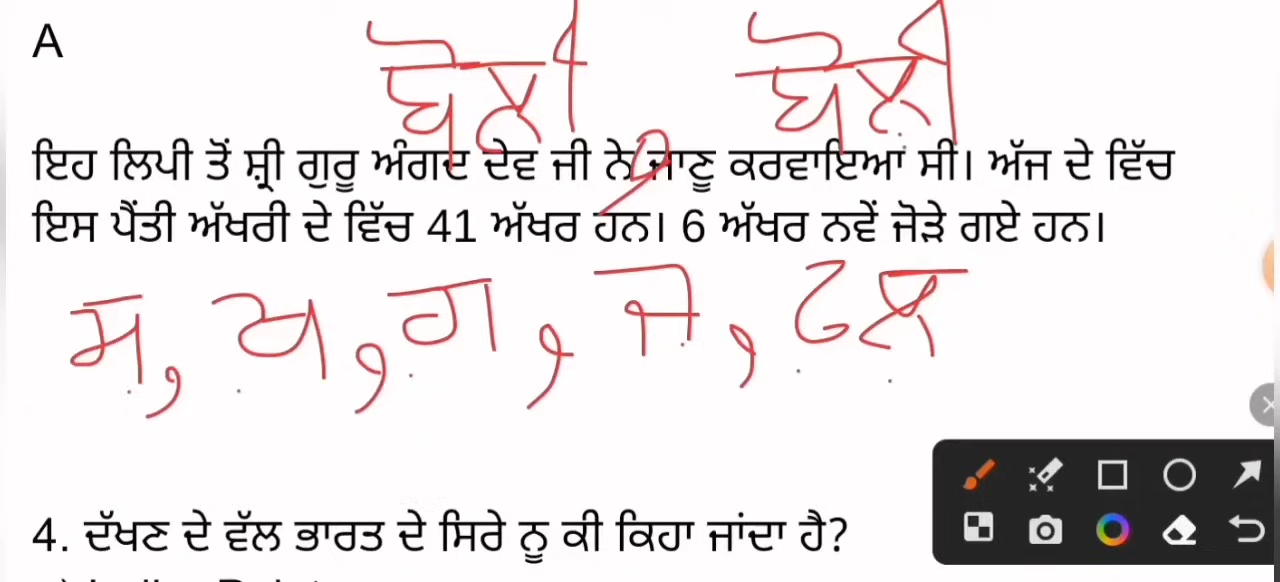 A
ਬੋਲੀ ਬੋਲ਼ੀ
ਇਹ ਲਿਪੀ ਤੋਂ ਸ਼੍ਰੀ ਗੁਰੂ ਅੰਗਦ ਦੇਵ ਜੀ ਨੇ ਜਾਣੂ ਕਰਵਾਇਆਂ ਸੀ। ਅੱਜ ਦੇ ਵਿੱਚ
ਇਸ ਪੈਂਤੀ ਅੱਖਰੀ ਦੇ ਵਿੱਚ 41 ਅੱਖਰ ਹਨ। 6 ਅੱਖਰ ਨਵੇਂ ਜੋੜੇ ਗਏ ਹਨ।
ਸ਼, ਖ਼, ਗ਼, ਜ਼, ਫ਼ ਲ਼
4. ਦੱਖਣ ਦੇ ਵੱਲ ਭਾਰਤ ਦੇ ਸਿਰੇ ਨੂ ਕੀ ਕਿਹਾ ਜਾਂਦਾ ਹੈ?